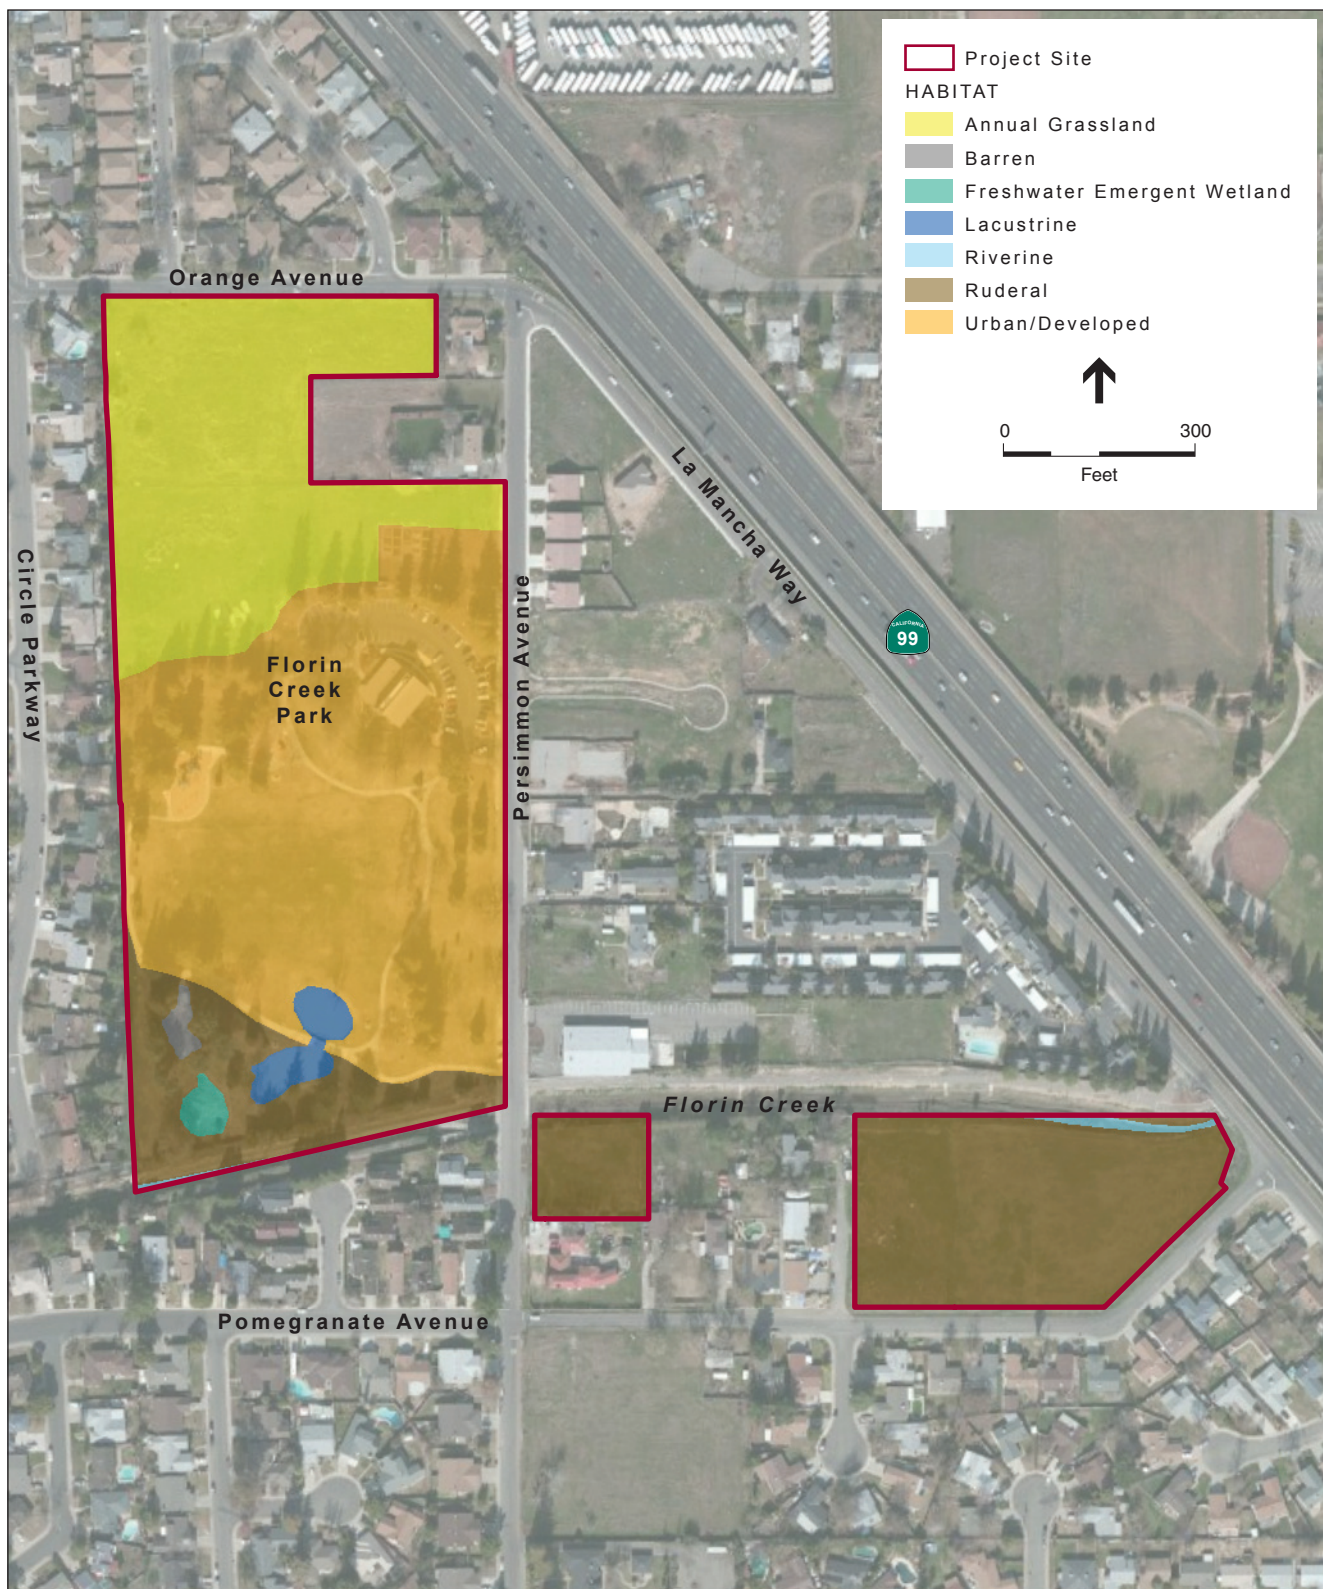 Project Site
HABITAT
Annual Grassland
Barren
Freshwater Emergent Wetland
Lacustrine
Riverine
Ruderal
Urban/Developed
0 300
Feet
Orange Avenue
La Mancha Way
CALIFORNIA
99
Circle Parkway
Persimmon Avenue
Florin
Creek
Park
Florin Creek
Pomegranate Avenue